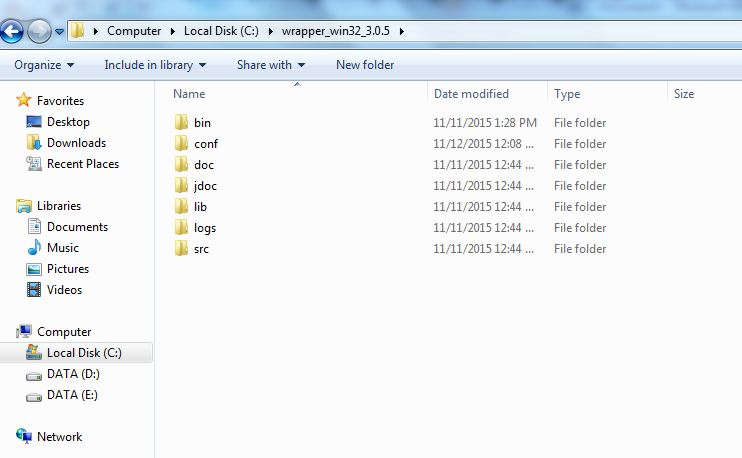 Computer Local Disk (C:) wrapper_win32_3.0.5
Organize Include in library Share with New folder
Favorites
Desktop
Downloads
Recent Places
Libraries
Documents
Music
Pictures
Videos
Computer
Local Disk (C:)
DATA (D:)
DATA (E:)
Network
Name Date modified Type Size
bin 11/11/2015 1:28 PM File folder
conf 11/12/2015 12:08 ... File folder
doc 11/11/2015 12:44 ... File folder
jdoc 11/11/2015 12:44 ... File folder
lib 11/11/2015 12:44 ... File folder
logs 11/11/2015 12:44 ... File folder
src 11/11/2015 12:44 ... File folder